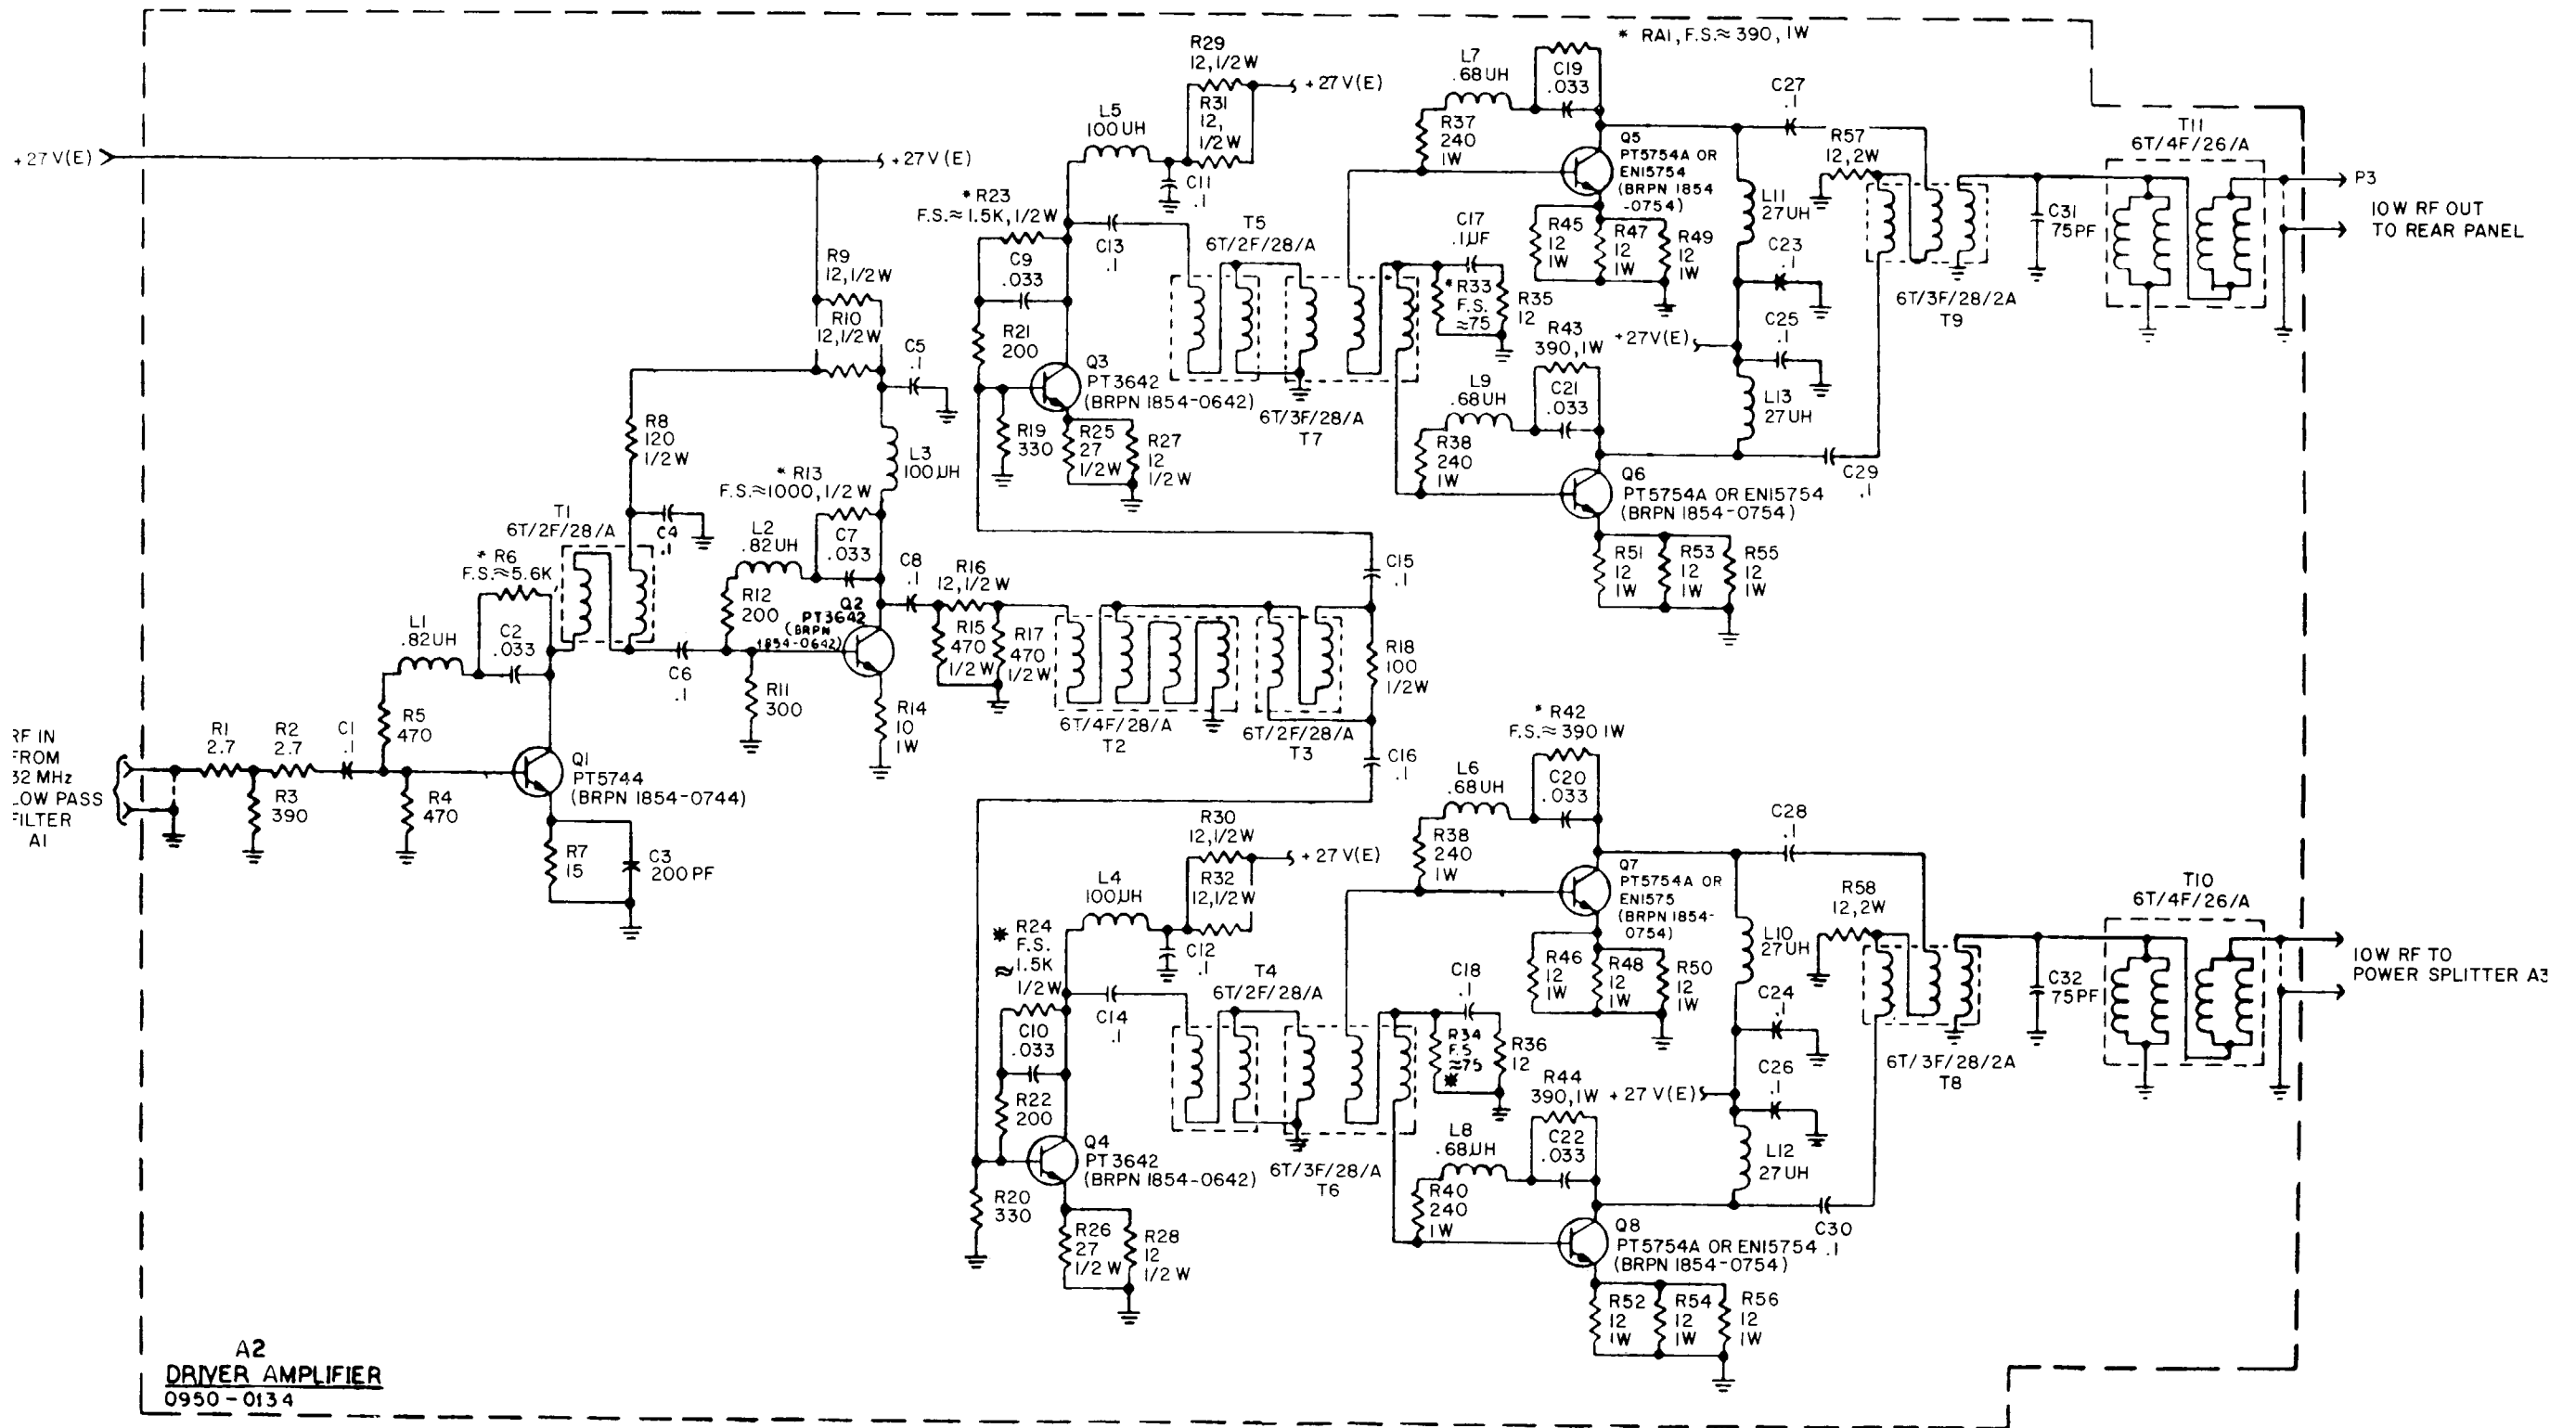 * RA1, F.S.≈ 390, 1W
R29
12, 1/2W
+27V(E)
R31
12,
1/2W
L5
100UH
C11
.1
L7
.68UH
C19
.033
R37
240
1W
Q5
PT5754A OR
ENI5754
(BRPN 1854
-0754)
C27
.1
R57
12,2W
T11
6T/4F/26/A
P3
10W RF OUT
TO REAR PANEL
+27V(E)
+27V(E)
* R23
F.S.≈1.5K, 1/2W
C9
.033
C13
.1
T5
6T/2F/28/A
C17
.1UF
R45
12
1W
R47
12
1W
R49
12
1W
L11
27UH
C23
.1
C31
75PF
6T/3F/28/2A
T9
R9
12,1/2W
R10
12,1/2W
C5
.1
R21
200
Q3
PT3642
(BRPN 1854-0642)
* R33
F.S.
≈75
R35
12
R43
390,1W
+27V(E)
C25
.1
L9
.68UH
C21
.033
L13
27UH
6T/3F/28/A
T7
R8
120
1/2W
L3
100UH
R19
330
R25
27
1/2W
R27
12
1/2W
R38
240
1W
Q6
PT5754A OR ENI5754
(BRPN 1854-0754)
C29
.1
* R13
F.S.≈1000, 1/2W
T1
6T/2F/28/A
C4
.1
L2
.82UH
C7
.033
C8
.1
R16
12,1/2W
C15
.1
R51
12
1W
R53
12
1W
R55
12
1W
* R6
F.S.≈5.6K
L1
.82UH
C2
.033
R12
200
Q2
PT3642
(BRPN
1854-0642)
R15
470
1/2W
R17
470
1/2W
R18
100
1/2W
C6
.1
R11
300
R14
10
1W
6T/4F/28/A
T2
6T/2F/28/A
T3
C16
.1
RF IN
FROM
32 MHz
LOW PASS
FILTER
A1
R1
2.7
R2
2.7
C1
.1
R5
470
R3
390
R4
470
Q1
PT5744
(BRPN 1854-0744)
R7
15
C3
200PF
* R42
F.S.≈390 1W
L6
.68UH
C20
.033
R38
240
1W
Q7
PT5754A OR
ENI575
(BRPN 1854-
0754)
C28
.1
R58
12,2W
T10
6T/4F/26/A
10W RF TO
POWER SPLITTER A3
R30
12,1/2W
+27V(E)
R32
12,1/2W
L4
100UH
C12
.1
* R24
F.S.
≈1.5K
1/2W
C10
.033
C14
.1
T4
6T/2F/28/A
C18
.1
R46
12
1W
R48
12
1W
R50
12
1W
L10
27UH
C24
.1
C32
75PF
6T/3F/28/2A
T8
R34
F.S
≈75
*
R36
12
R44
390,1W
+27V(E)
C26
.1
R22
200
Q4
PT3642
(BRPN 1854-0642)
6T/3F/28/A
T6
L8
.68UH
C22
.033
L12
27UH
R20
330
R26
27
1/2W
R28
12
1/2W
R40
240
1W
Q8
PT5754A OR ENI5754
(BRPN 1854-0754)
C30
.1
R52
12
1W
R54
12
1W
R56
12
1W
A2
DRIVER AMPLIFIER
0950-0134